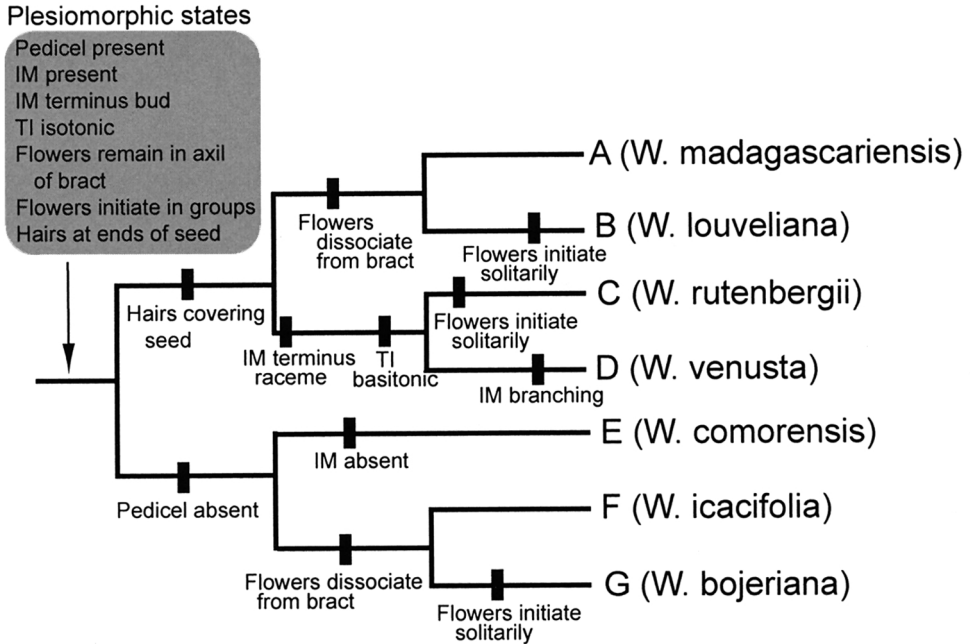 Plesiomorphic states
Pedicel present
IM present
IM terminus bud
TI isotonic
Flowers remain in axil
of bract
Flowers initiate in groups
Hairs at ends of seed
A (W. madagascariensis)
Flowers
dissociate
from bract
B (W. louveliana)
Flowers initiate
solitarily
C (W. rutenbergii)
Hairs covering
seed
Flowers initiate
solitarily
IM terminus
raceme
TI
basitonic
D (W. venusta)
IM branching
E (W. comorensis)
IM absent
Pedicel absent
F (W. icacifolia)
Flowers dissociate
from bract
G (W. bojeriana)
Flowers initiate
solitarily